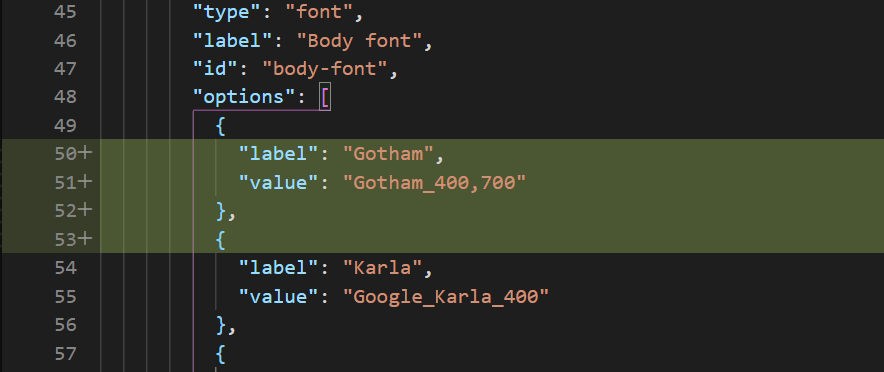 45 "type": "font",
46 "label": "Body font",
47 "id": "body-font",
48 "options": [
49 {
50+ "label": "Gotham",
51+ "value": "Gotham_400,700"
52+ },
53+ {
54 "label": "Karla",
55 "value": "Google_Karla_400"
56 },
57 {